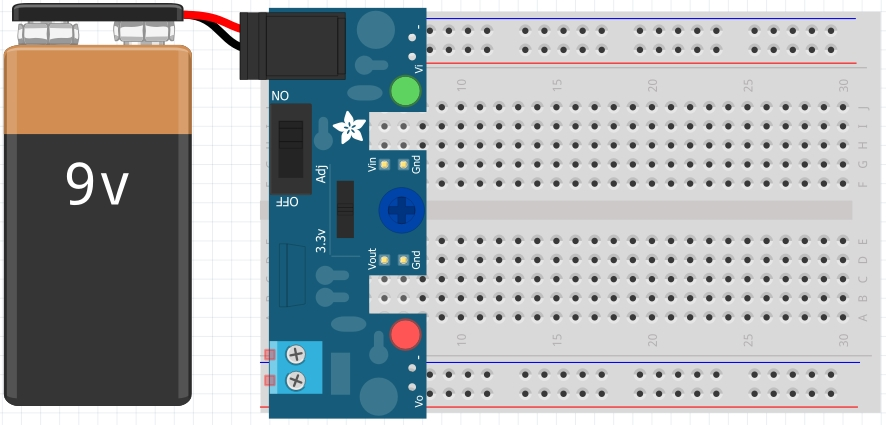 9v
ON
OFF
Adj
3.3v
Vi
-
Vin
Gnd
Vout
Gnd
-
Vo
10
15
20
25
30
J
I
H
G
F
E
D
C
B
A
10
15
20
25
30